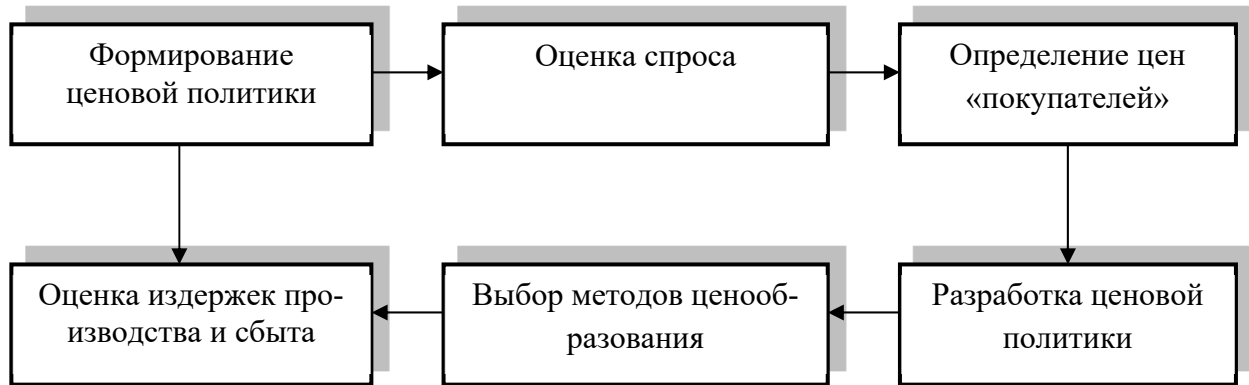 Формирование
ценовой политики
Оценка спроса
Определение цен
«покупателей»
Оценка издержек про-
изводства и сбыта
Выбор методов ценооб-
разования
Разработка ценовой
политики